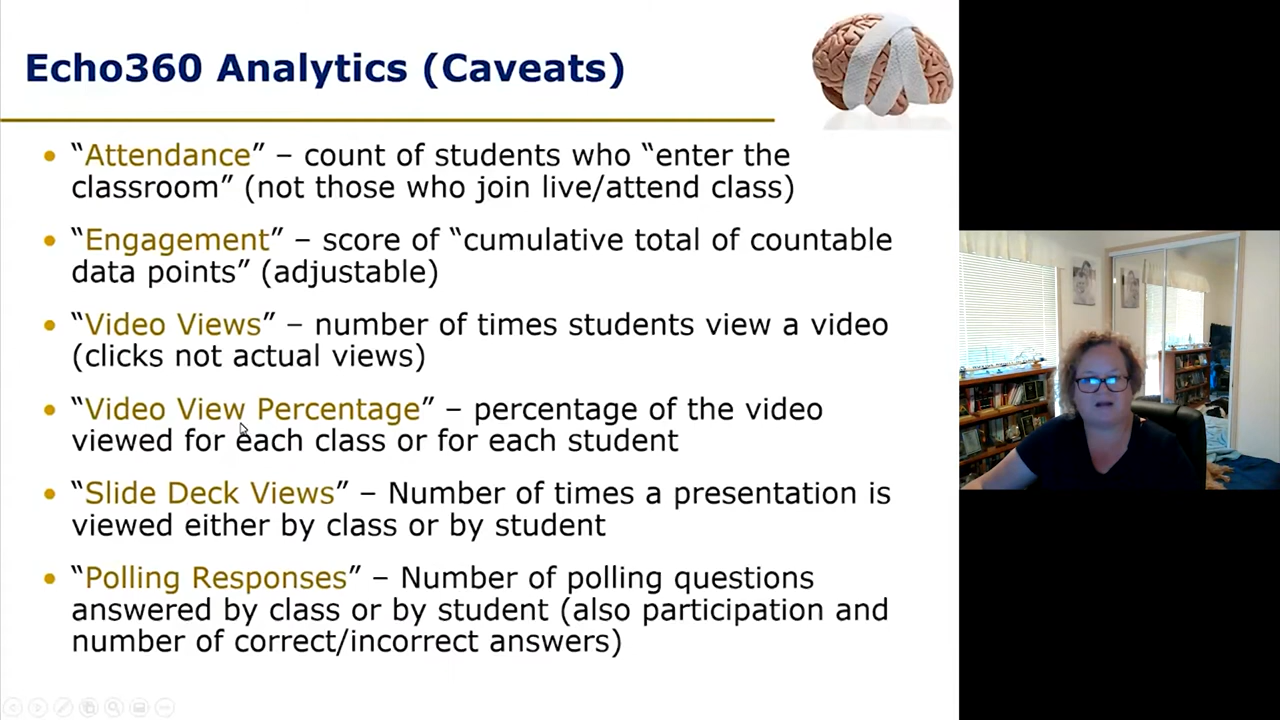 Echo360 Analytics (Caveats)
• “Attendance” – count of students who “enter the
classroom” (not those who join live/attend class)
• “Engagement” – score of “cumulative total of countable
data points” (adjustable)
• “Video Views” – number of times students view a video
(clicks not actual views)
• “Video View Percentage” – percentage of the video
viewed for each class or for each student
• “Slide Deck Views” – Number of times a presentation is
viewed either by class or by student
• “Polling Responses” – Number of polling questions
answered by class or by student (also participation and
number of correct/incorrect answers)